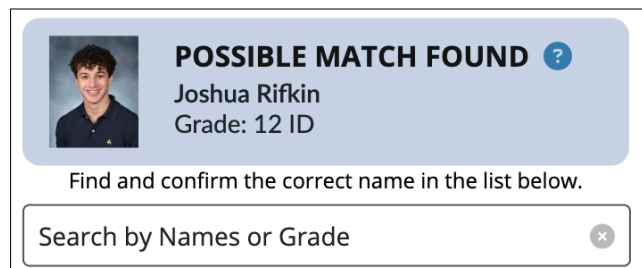 POSSIBLE MATCH FOUND ?
Joshua Rifkin
Grade: 12 ID
Find and confirm the correct name in the list below.
Search by Names or Grade